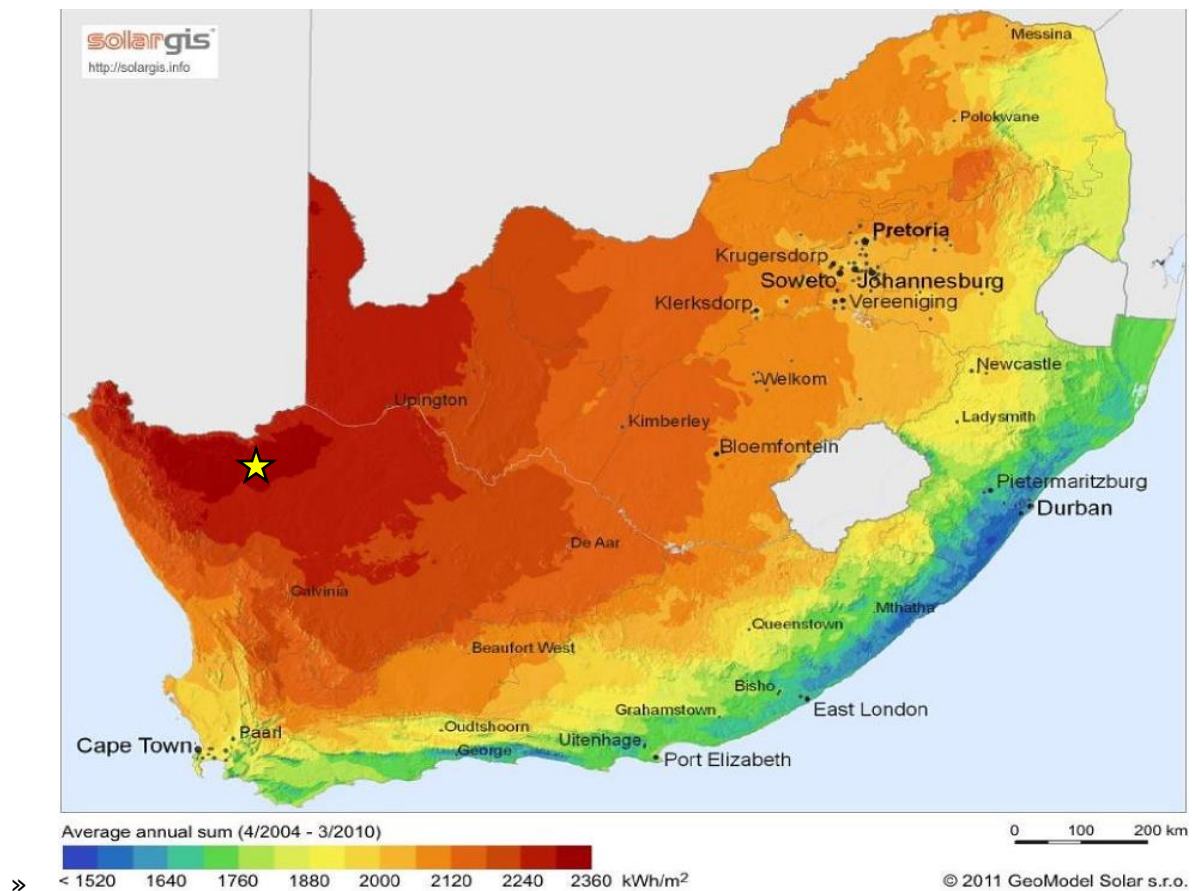 solargis
http://solargis.info
Messina
Polokwane
Pretoria
Krugersdorp
Soweto
Johannesburg
Klerksdorp
Vereeniging
Newcastle
Welkom
Upington
Ladysmith
Kimberley
Bloemfontein
Pietermaritzburg
Durban
De Aar
Calvinia
Mthatha
Queenstown
Beaufort West
Bisho
East London
Grahamstown
Oudtshoorn
Paarl
Uitenhage
Cape Town
George
Port Elizabeth
Average annual sum (4/2004 - 3/2010)
0 100 200 km
< 1520 1640 1760 1880 2000 2120 2240 2360 kWh/m²
© 2011 GeoModel Solar s.r.o.
»